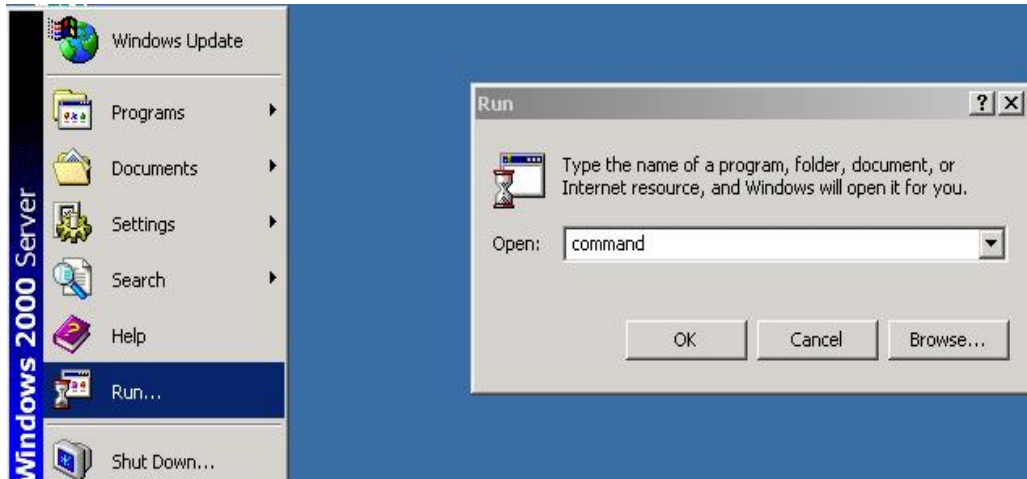 Windows Update
Programs
Documents
Settings
Search
Help
Run...
Shut Down...
Windows 2000 Server
Run
Type the name of a program, folder, document, or
Internet resource, and Windows will open it for you.
Open: command
OK Cancel Browse...